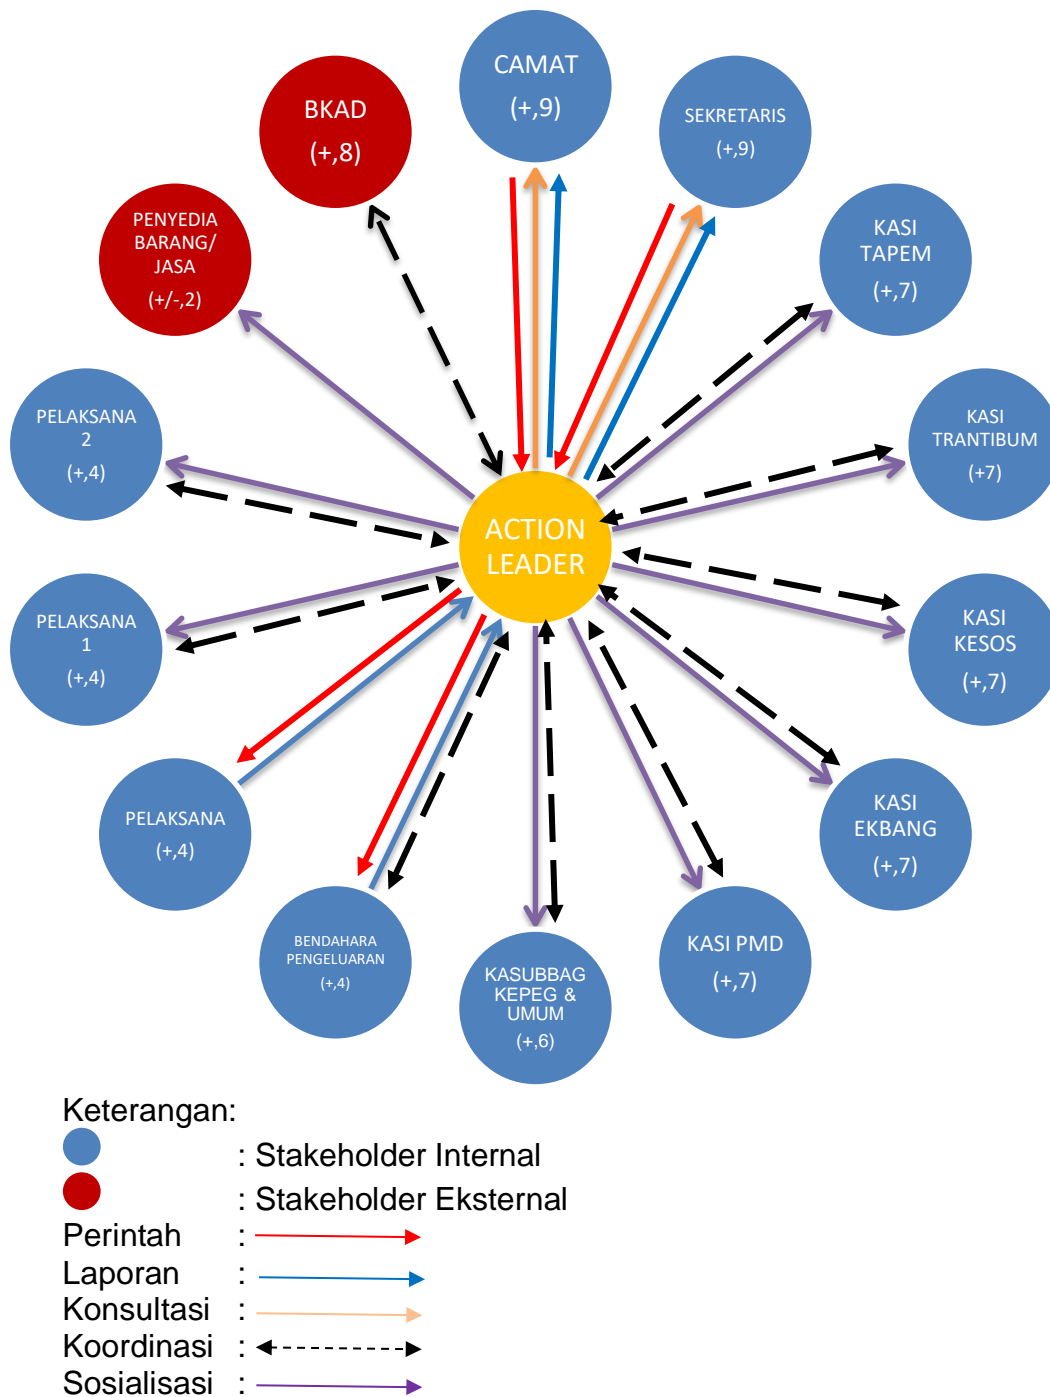 CAMAT
(+,9)
SEKRETARIS
(+,9)
KASI
TAPEM
(+,7)
KASI
TRANTIBUM
(+7)
KASI
KESOS
(+,7)
KASI
EKBANG
(+,7)
KASI PMD
(+,7)
KASUBBAG
KEPEG &
UMUM
(+,6)
BENDAHARA
PENGELUARAN
(+,4)
PELAKSANA
(+,4)
PELAKSANA
1
(+,4)
PELAKSANA
2
(+,4)
PENYEDIA
BARANG/
JASA
(+/-,2)
BKAD
(+,8)
ACTION
LEADER
Keterangan:
: Stakeholder Internal
: Stakeholder Eksternal
Perintah :
Laporan :
Konsultasi :
Koordinasi :
Sosialisasi :